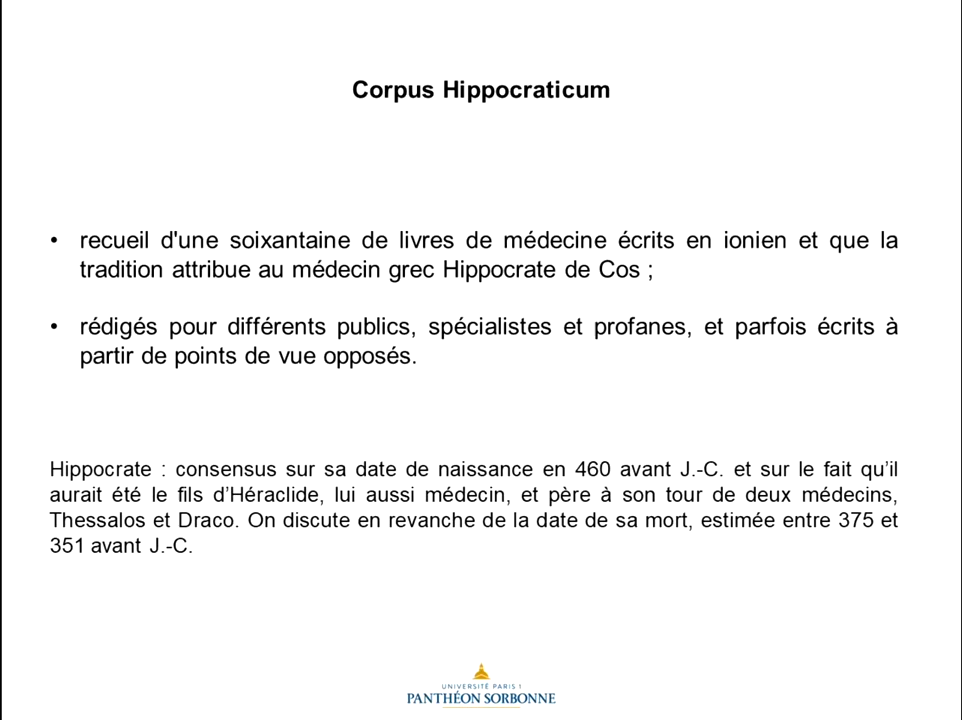 Corpus Hippocraticum
• recueil d'une soixantaine de livres de médecine écrits en ionien et que la
tradition attribue au médecin grec Hippocrate de Cos ;
• rédigés pour différents publics, spécialistes et profanes, et parfois écrits à
partir de points de vue opposés.
Hippocrate : consensus sur sa date de naissance en 460 avant J.-C. et sur le fait qu’il
aurait été le fils d’Héraclide, lui aussi médecin, et père à son tour de deux médecins,
Thessalos et Draco. On discute en revanche de la date de sa mort, estimée entre 375 et
351 avant J.-C.
UNIVERSITÉ PARIS 1
PANTHÉON SORBONNE